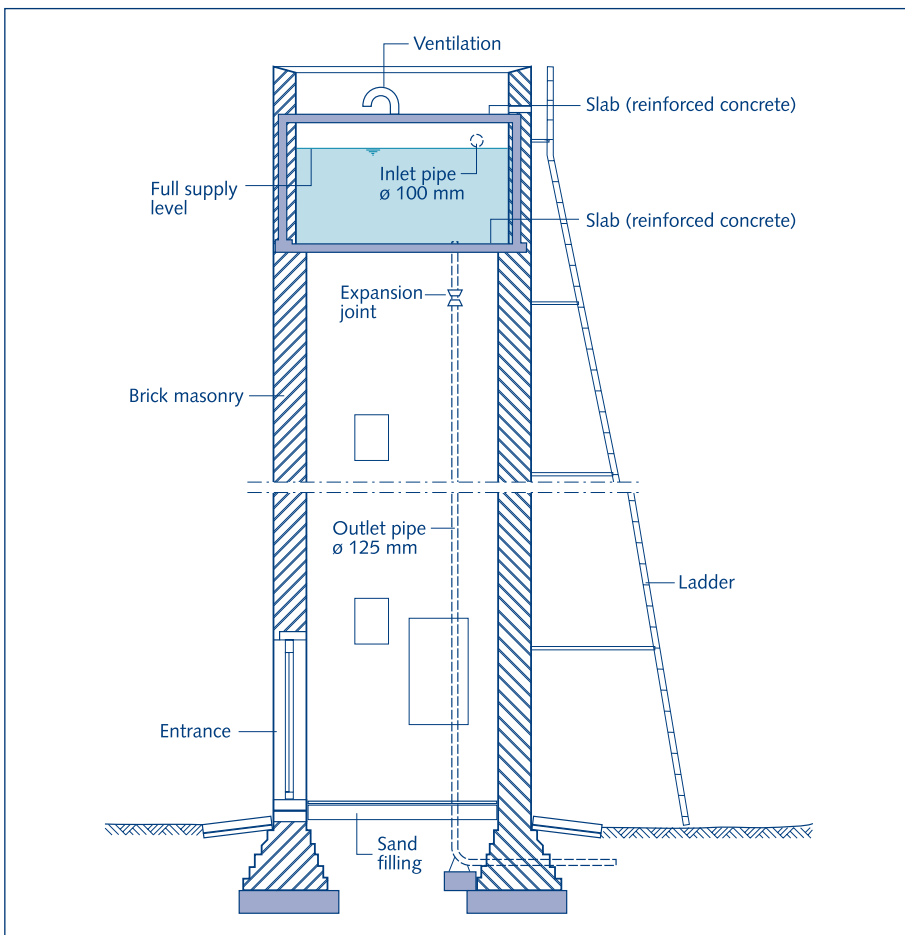 Ventilation
Slab (reinforced concrete)
Inlet pipe
ø 100 mm
Full supply
level
Slab (reinforced concrete)
Expansion
joint
Brick masonry
Outlet pipe
ø 125 mm
Ladder
Entrance
Sand
filling